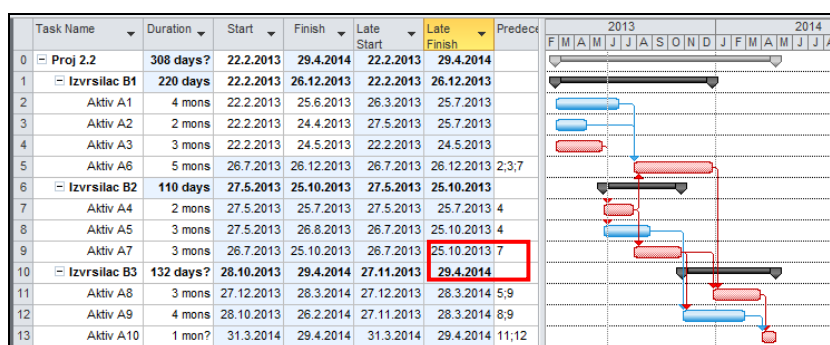 Task Name Duration Start Finish Late Start Late Finish Predece 2013 2014
F M A M J J A S O N D J F M A M J J
0 Proj 2.2 308 days? 22.2.2013 29.4.2014 22.2.2013 29.4.2014
1 Izvrsilac B1 220 days 22.2.2013 26.12.2013 22.2.2013 26.12.2013
2 Aktiv A1 4 mons 22.2.2013 25.6.2013 26.3.2013 25.7.2013
3 Aktiv A2 2 mons 22.2.2013 24.4.2013 27.5.2013 25.7.2013
4 Aktiv A3 3 mons 22.2.2013 24.5.2013 22.2.2013 24.5.2013
5 Aktiv A6 5 mons 26.7.2013 26.12.2013 26.7.2013 26.12.2013 2;3;7
6 Izvrsilac B2 110 days 27.5.2013 25.10.2013 27.5.2013 25.10.2013
7 Aktiv A4 2 mons 27.5.2013 25.7.2013 27.5.2013 25.7.2013 4
8 Aktiv A5 3 mons 27.5.2013 26.8.2013 26.7.2013 25.10.2013 4
9 Aktiv A7 3 mons 26.7.2013 25.10.2013 26.7.2013 25.10.2013 7
10 Izvrsilac B3 132 days? 28.10.2013 29.4.2014 27.11.2013 29.4.2014
11 Aktiv A8 3 mons 27.12.2013 28.3.2014 27.12.2013 28.3.2014 5;9
12 Aktiv A9 4 mons 28.10.2013 26.2.2014 27.11.2013 28.3.2014 8;9
13 Aktiv A10 1 mon? 31.3.2014 29.4.2014 31.3.2014 29.4.2014 11;12